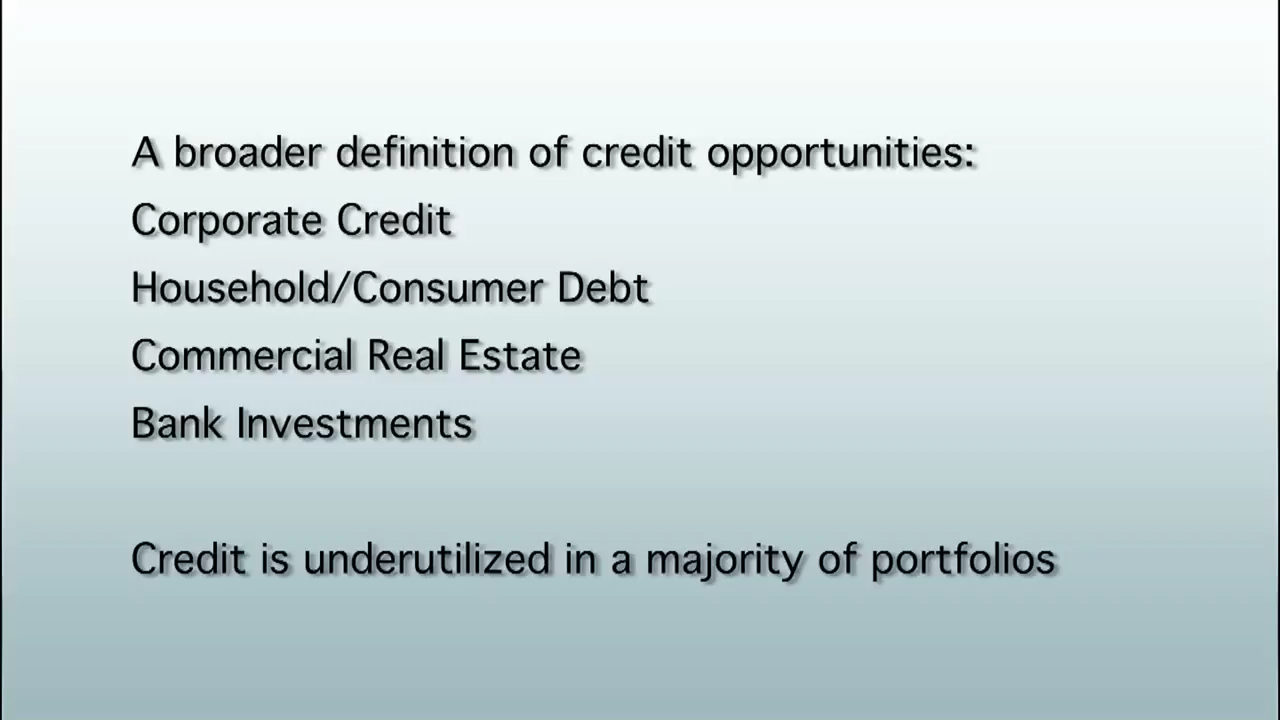 A broader definition of credit opportunities:
Corporate Credit
Household/Consumer Debt
Commercial Real Estate
Bank Investments
Credit is underutilized in a majority of portfolios